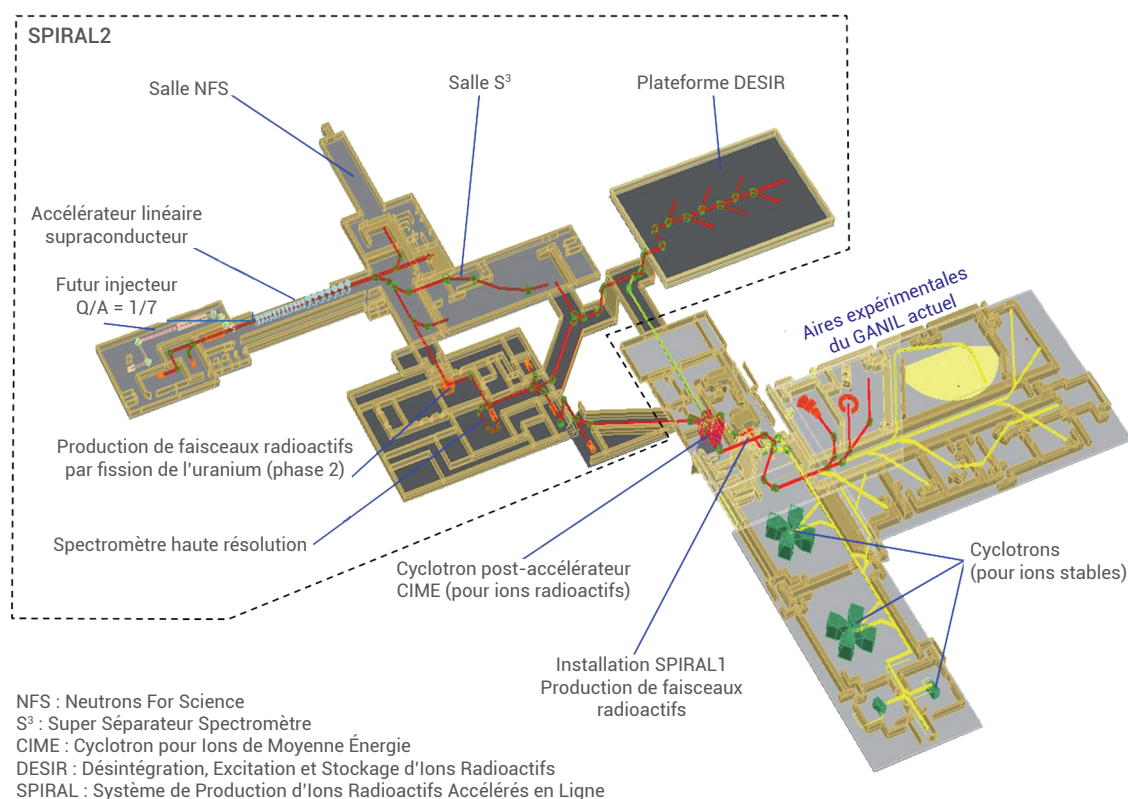 SPIRAL2
Salle NFS
Salle S³
Plateforme DESIR
Accélérateur linéaire
supraconducteur
Futur injecteur
Q/A = 1/7
Aires expérimentales
du GANIL actuel
Production de faisceaux radioactifs
par fission de l'uranium (phase 2)
Spectromètre haute résolution
Cyclotron post-accélérateur
CIME (pour ions radioactifs)
Cyclotrons
(pour ions stables)
Installation SPIRAL1
Production de faisceaux
radioactifs
NFS : Neutrons For Science
S³ : Super Séparateur Spectromètre
CIME : Cyclotron pour Ions de Moyenne Énergie
DESIR : Désintégration, Excitation et Stockage d'Ions Radioactifs
SPIRAL : Système de Production d'Ions Radioactifs Accélérés en Ligne